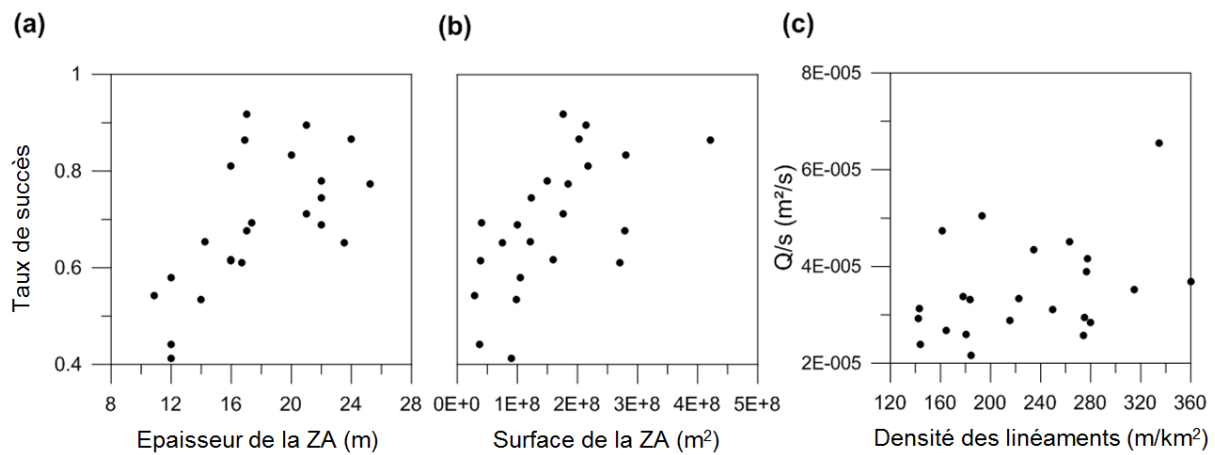 (a)
Taux de succès
1
0.8
0.6
0.4
8 12 16 20 24 28
Epaisseur de la ZA (m)
(b)
0E+0 1E+8 2E+8 3E+8 4E+8 5E+8
Surface de la ZA (m²)
(c)
Q/s (m²/s)
8E-005
6E-005
4E-005
2E-005
120 160 200 240 280 320 360
Densité des linéaments (m/km²)